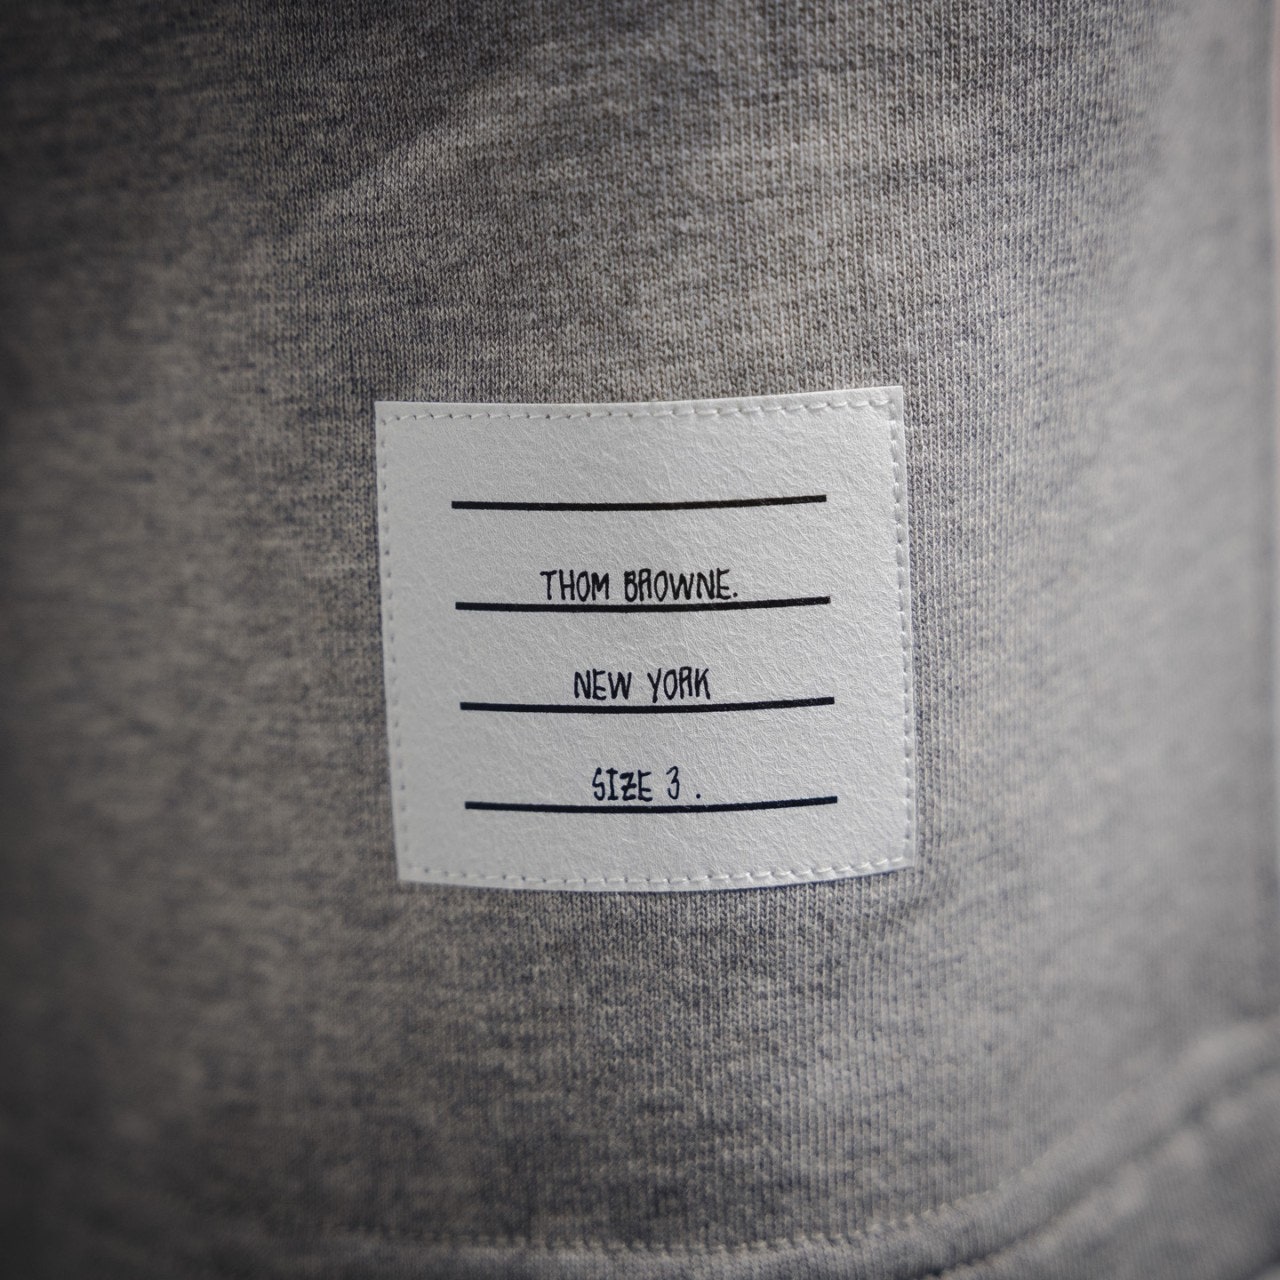 THOM BROWNE.
NEW YORK
SIZE 3 .